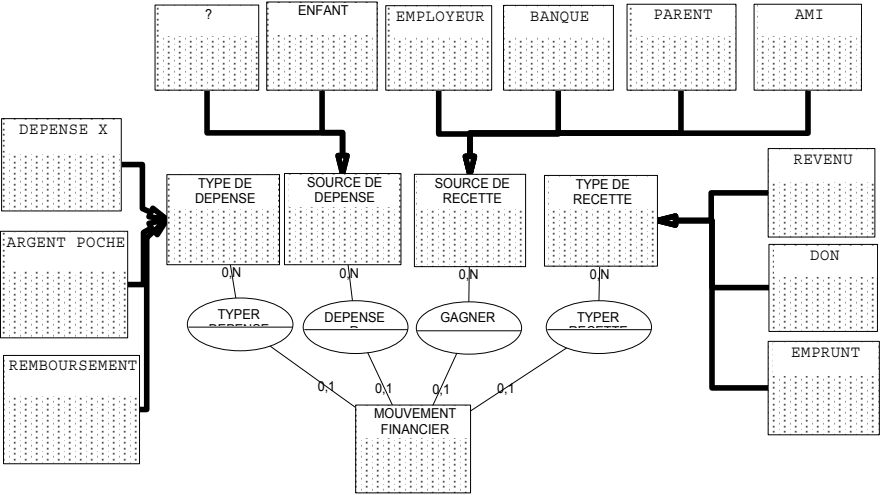 ?
ENFANT
EMPLOYEUR
BANQUE
PARENT
AMI
DEPENSE X
TYPE DE
DEPENSE
SOURCE DE
DEPENSE
SOURCE DE
RECETTE
TYPE DE
RECETTE
REVENU
ARGENT POCHE
DON
0,N
0,N
0,N
0,N
TYPER
DEPENSE
GAGNER
TYPER
REMBOURSEMENT
EMPRUNT
0,1
0,1
0,1
0,1
MOUVEMENT
FINANCIER